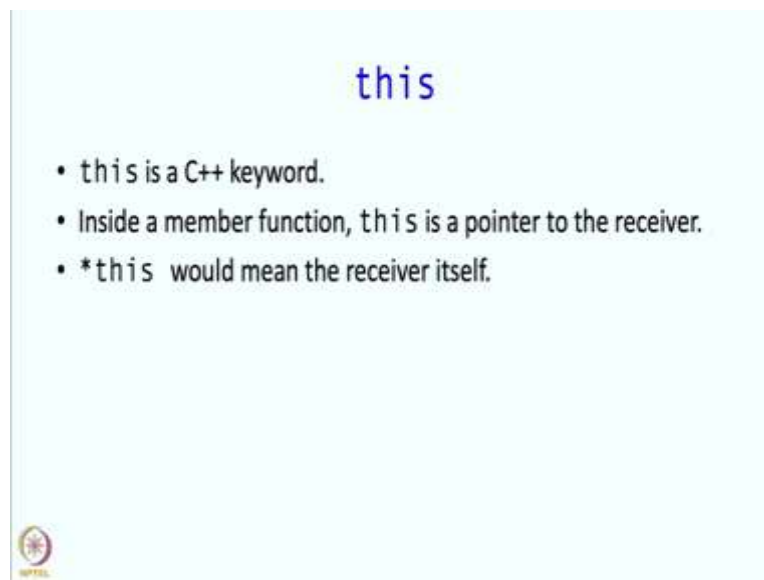 this
• this is a C++ keyword.
• Inside a member function, this is a pointer to the receiver.
• *this would mean the receiver itself.
NPTEL